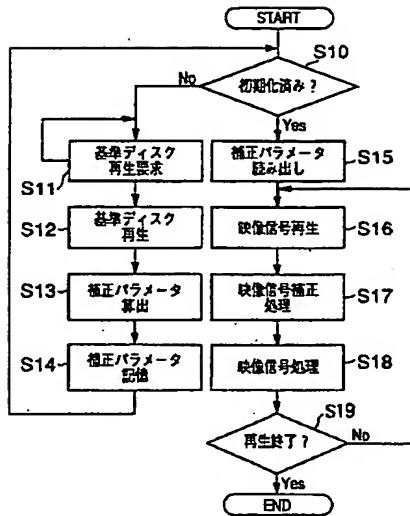 START
S10
No
初期化済み？
Yes
基準ディスク
再生要求
S11
補正パラメータ
読み出し
S15
S12
基準ディスク
再生
映像信号再生
S16
S13
補正パラメータ
算出
映像信号補正
処理
S17
S14
補正パラメータ
記憶
映像信号処理
S18
S19
再生終了？
No
Yes
END